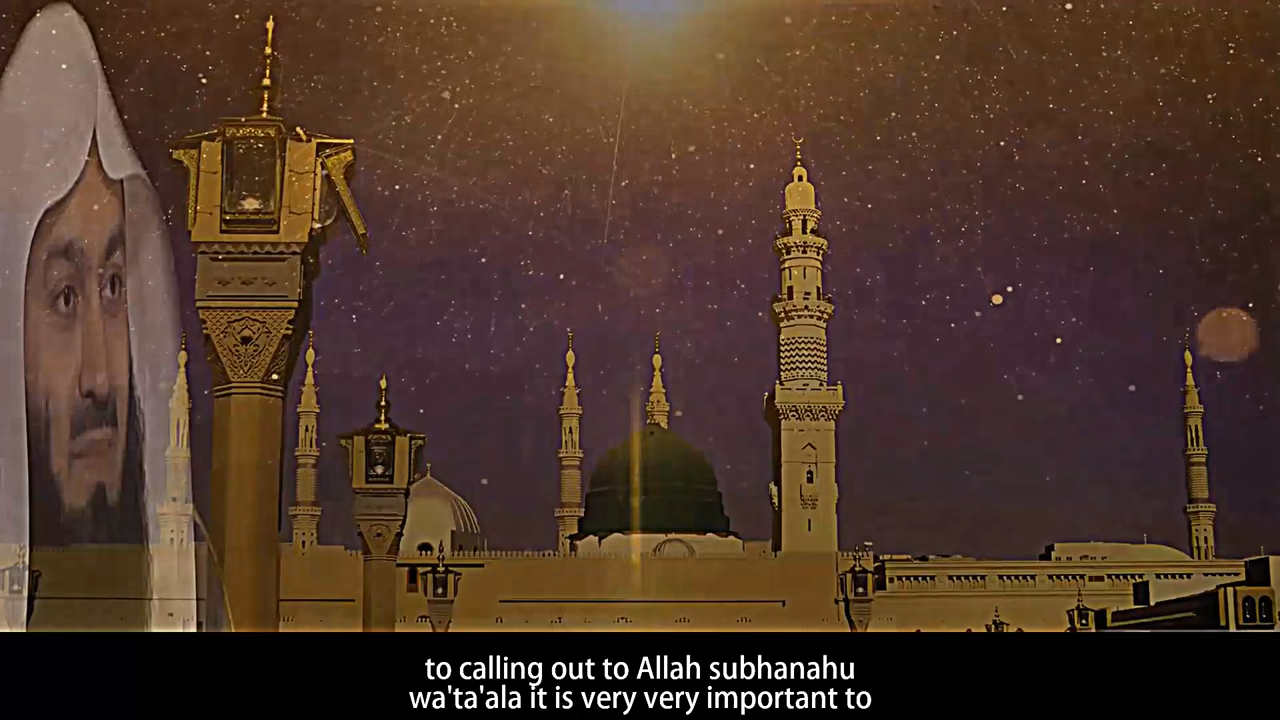 to calling out to Allah subhanahu
wa'ta'ala it is very very important to